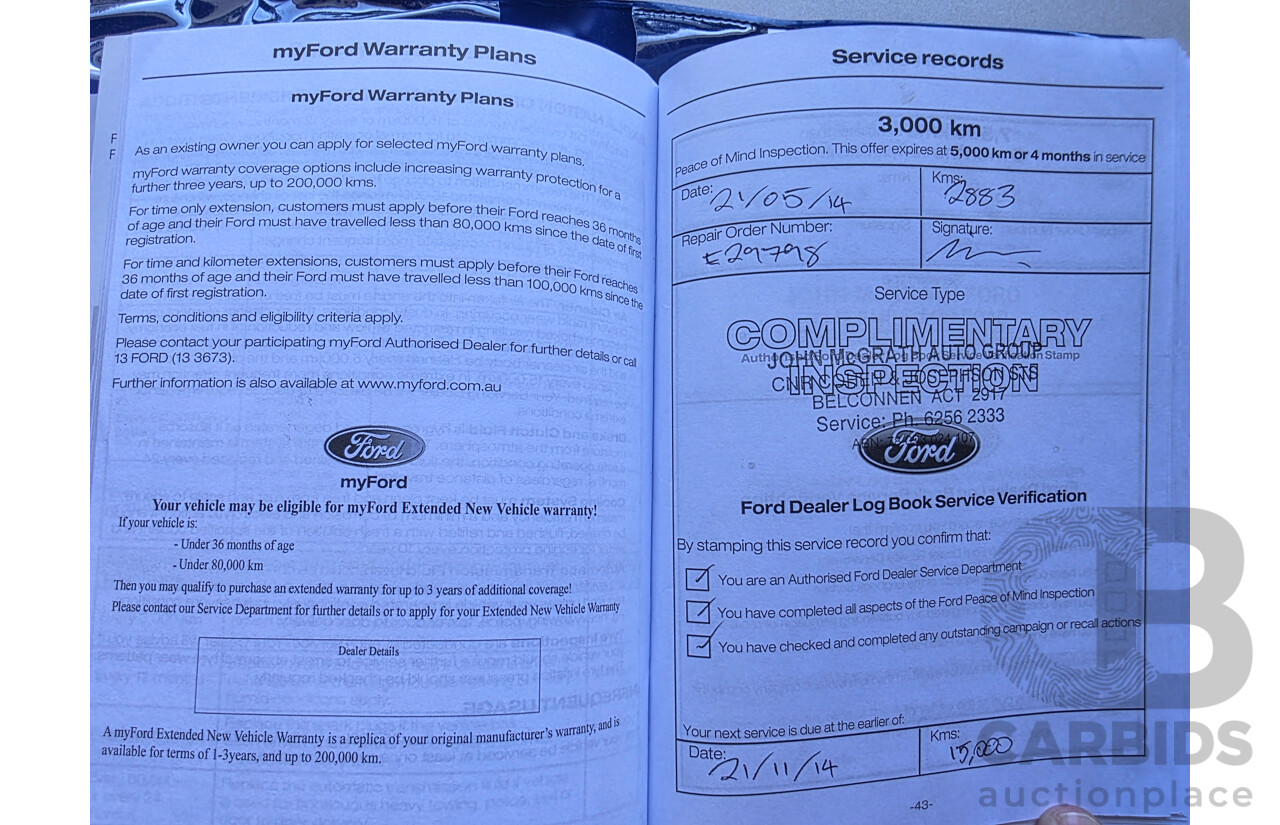 myFord Warranty Plans
myFord Warranty Plans
F
F
As an existing owner you can apply for selected myFord warranty plans.
myFord warranty coverage options include increasing warranty protection for a
further three years, up to 200,000 kms.
For time only extension, customers must apply before their Ford reaches 36 months
of age and their Ford must have travelled less than 80,000 kms since the date of first
registration.
For time and kilometer extensions, customers must apply before their Ford reaches
36 months of age and their Ford must have travelled less than 100,000 kms since the
date of first registration.
Terms, conditions and eligibility criteria apply.
Please contact your participating myFord Authorised Dealer for further details or call
13 FORD (13 3673).
Further information is also available at www.myford.com.au
Ford
myFord
Your vehicle may be eligible for myFord Extended New Vehicle warranty!
If your vehicle is:
- Under 36 months of age
- Under 80,000 km
Then you may qualify to purchase an extended warranty for up to 3 years of additional coverage!
Please contact our Service Department for further details or to apply for your Extended New Vehicle Warranty
Dealer Details
A myFord Extended New Vehicle Warranty is a replica of your original manufacturer's warranty, and is
available for terms of 1-3years, and up to 200,000 km.
Service records
3,000 km
Peace of Mind Inspection. This offer expires at 5,000 km or 4 months in service
Date: 21/05/14
Kms: 2883
Repair Order Number: E29798
Signature:
Service Type
COMPLIMENTARY
Authorised Ford Dealer Log Book Service Verification Stamp
JOHN McGRATH AUTO GROUP
INSPECTION
BELCONNEN ACT 2917
Service: Ph. 6256 2333
Ford
Ford Dealer Log Book Service Verification
By stamping this service record you confirm that:
You are an Authorised Ford Dealer Service Department
You have completed all aspects of the Ford Peace of Mind Inspection
You have checked and completed any outstanding campaign or recall actions
Your next service is due at the earlier of:
Date: 21/11/14
Kms: 15,000
-43-
CB
CARBIDS
auctionplace